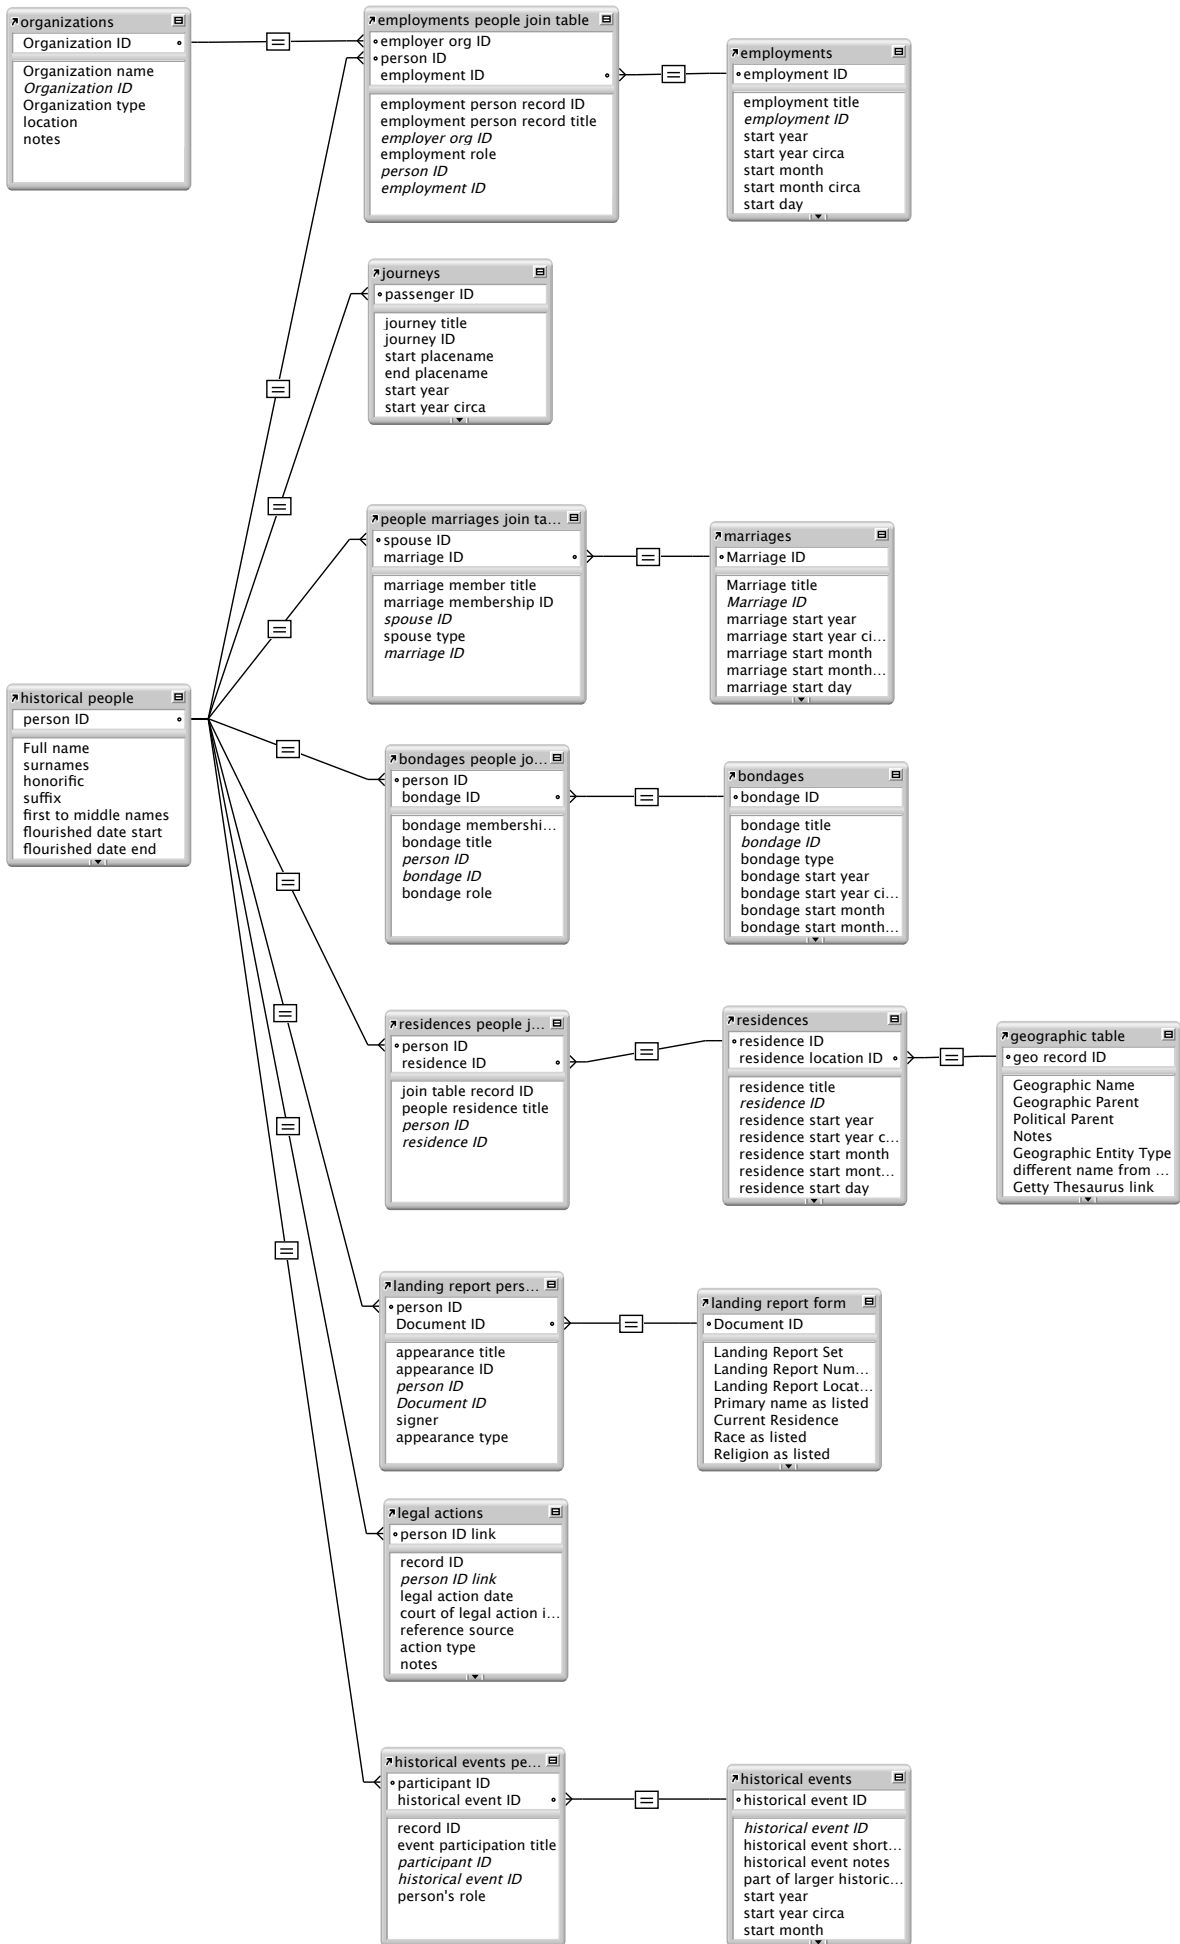 organizations
Organization ID
Organization name
Organization ID
Organization type
location
notes
employments people join table
employer org ID
person ID
employment ID
employment person record ID
employment person record title
employer org ID
employment role
person ID
employment ID
employments
employment ID
employment title
employment ID
start year
start year circa
start month
start month circa
start day
journeys
passenger ID
journey title
journey ID
start placename
end placename
start year
start year circa
people marriages join ta...
spouse ID
marriage ID
marriage member title
marriage membership ID
spouse ID
spouse type
marriage ID
marriages
Marriage ID
Marriage title
Marriage ID
marriage start year
marriage start year ci...
marriage start month
marriage start month...
marriage start day
historical people
person ID
Full name
surnames
honorific
suffix
first to middle names
flourished date start
flourished date end
bondages people jo...
person ID
bondage ID
bondage membershi...
bondage title
person ID
bondage ID
bondage role
bondages
bondage ID
bondage title
bondage ID
bondage type
bondage start year
bondage start year ci...
bondage start month
bondage start month...
residences people j...
person ID
residence ID
join table record ID
people residence title
person ID
residence ID
residences
residence ID
residence location ID
residence title
residence ID
residence start year
residence start year c...
residence start month
residence start mont...
residence start day
geographic table
geo record ID
Geographic Name
Geographic Parent
Political Parent
Notes
Geographic Entity Type
different name from ...
Getty Thesaurus link
landing report pers...
person ID
Document ID
appearance title
appearance ID
person ID
Document ID
signer
appearance type
landing report form
Document ID
Landing Report Set
Landing Report Num...
Landing Report Locat...
Primary name as listed
Current Residence
Race as listed
Religion as listed
legal actions
person ID link
record ID
person ID link
legal action date
court of legal action i...
reference source
action type
notes
historical events pe...
participant ID
historical event ID
record ID
event participation title
participant ID
historical event ID
person's role
historical events
historical event ID
historical event ID
historical event short...
historical event notes
part of larger historic...
start year
start year circa
start month